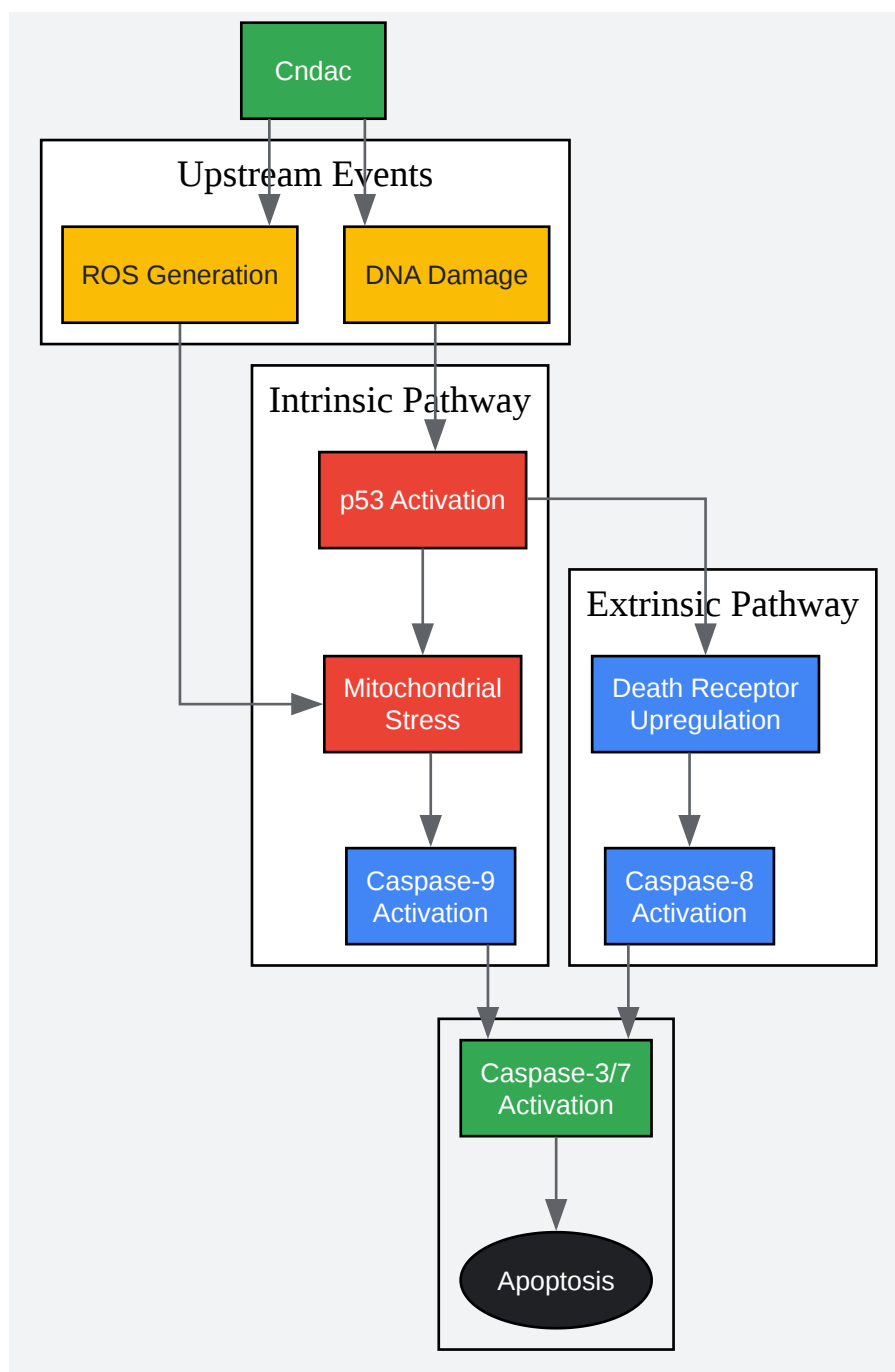 Cndac
Upstream Events
ROS Generation
DNA Damage
Intrinsic Pathway
p53 Activation
Extrinsic Pathway
Mitochondrial
Stress
Death Receptor
Upregulation
Caspase-9
Activation
Caspase-8
Activation
Caspase-3/7
Activation
Apoptosis